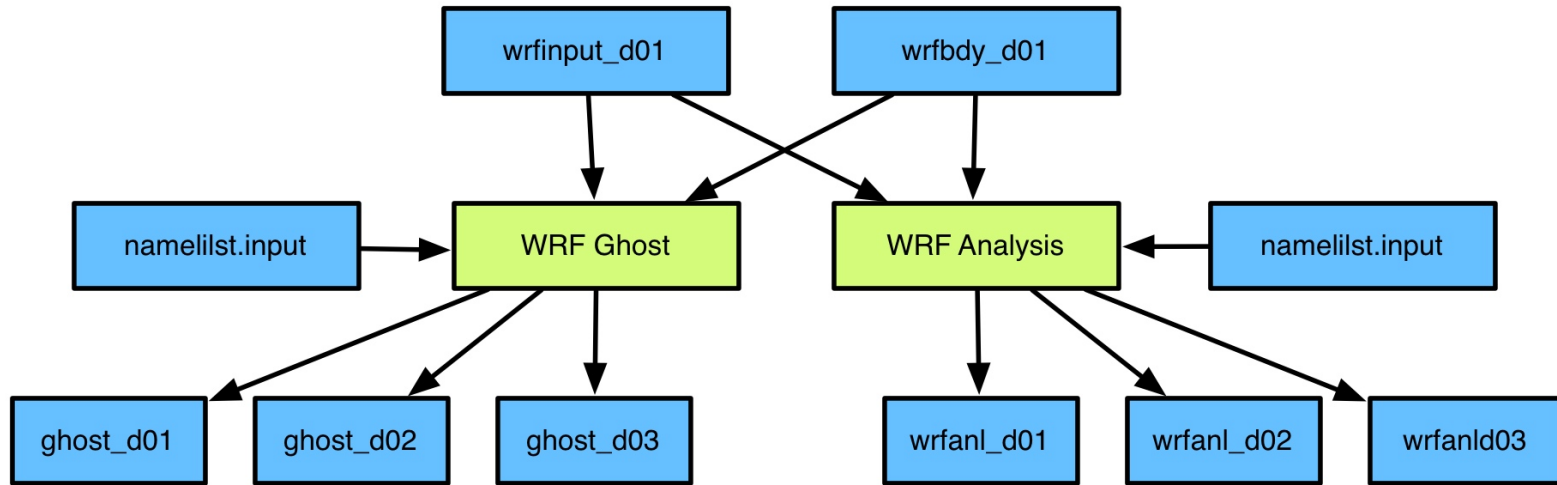 wrfinput_d01
wrfbdy_d01
namelilst.input
WRF Ghost
WRF Analysis
namelilst.input
ghost_d01
ghost_d02
ghost_d03
wrfanl_d01
wrfanl_d02
wrfanld03